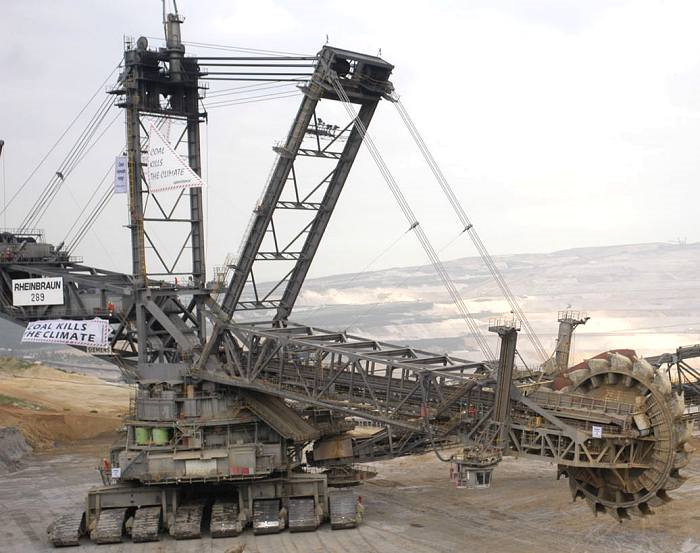 COAL
KILLS
THE CLIMATE
RHEINBRAUN
289
COAL KILLS
THE CLIMATE